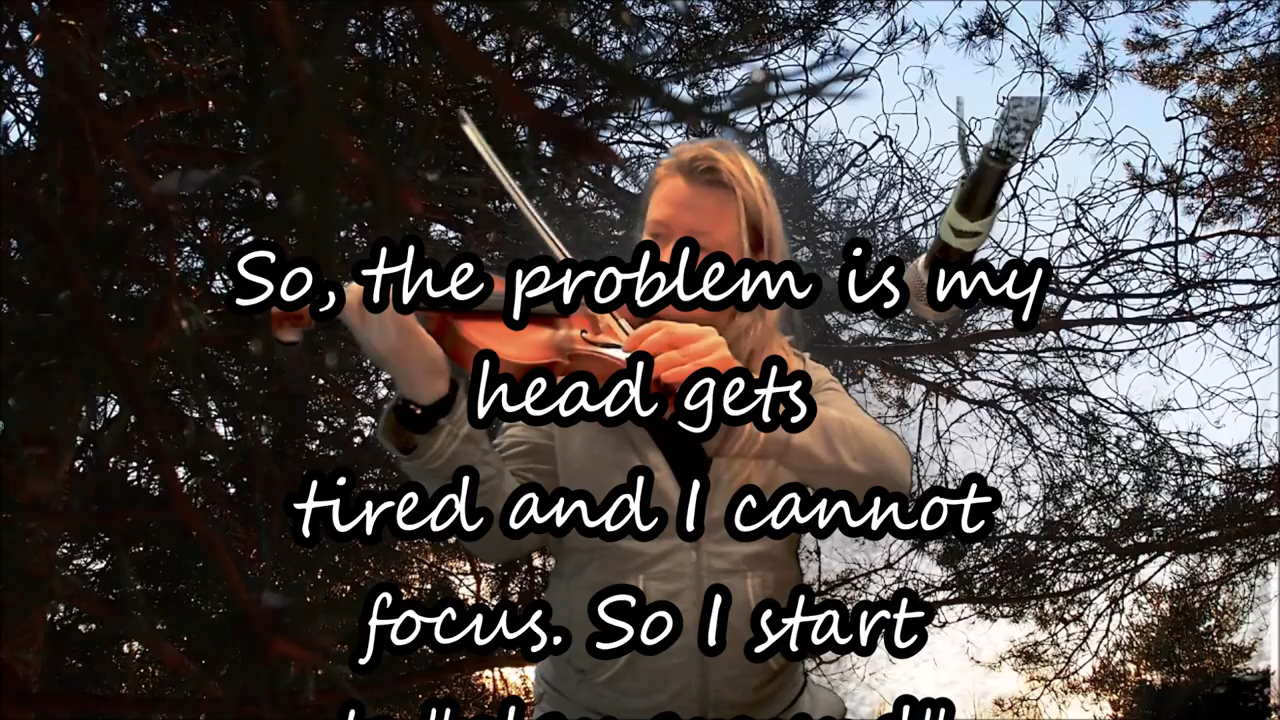 So, the problem is my
head gets
tired and I cannot
focus. So I start